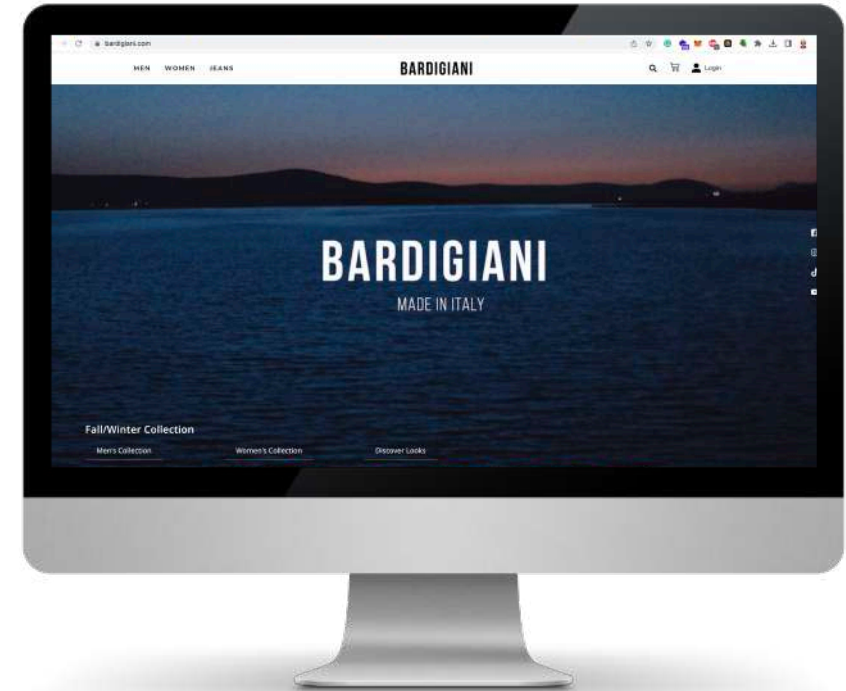 bardigiani.com
MEN WOMEN JEANS BARDIGIANI Login
BARDIGIANI
MADE IN ITALY
Fall/Winter Collection
Men's Collection Women's Collection Discover Looks